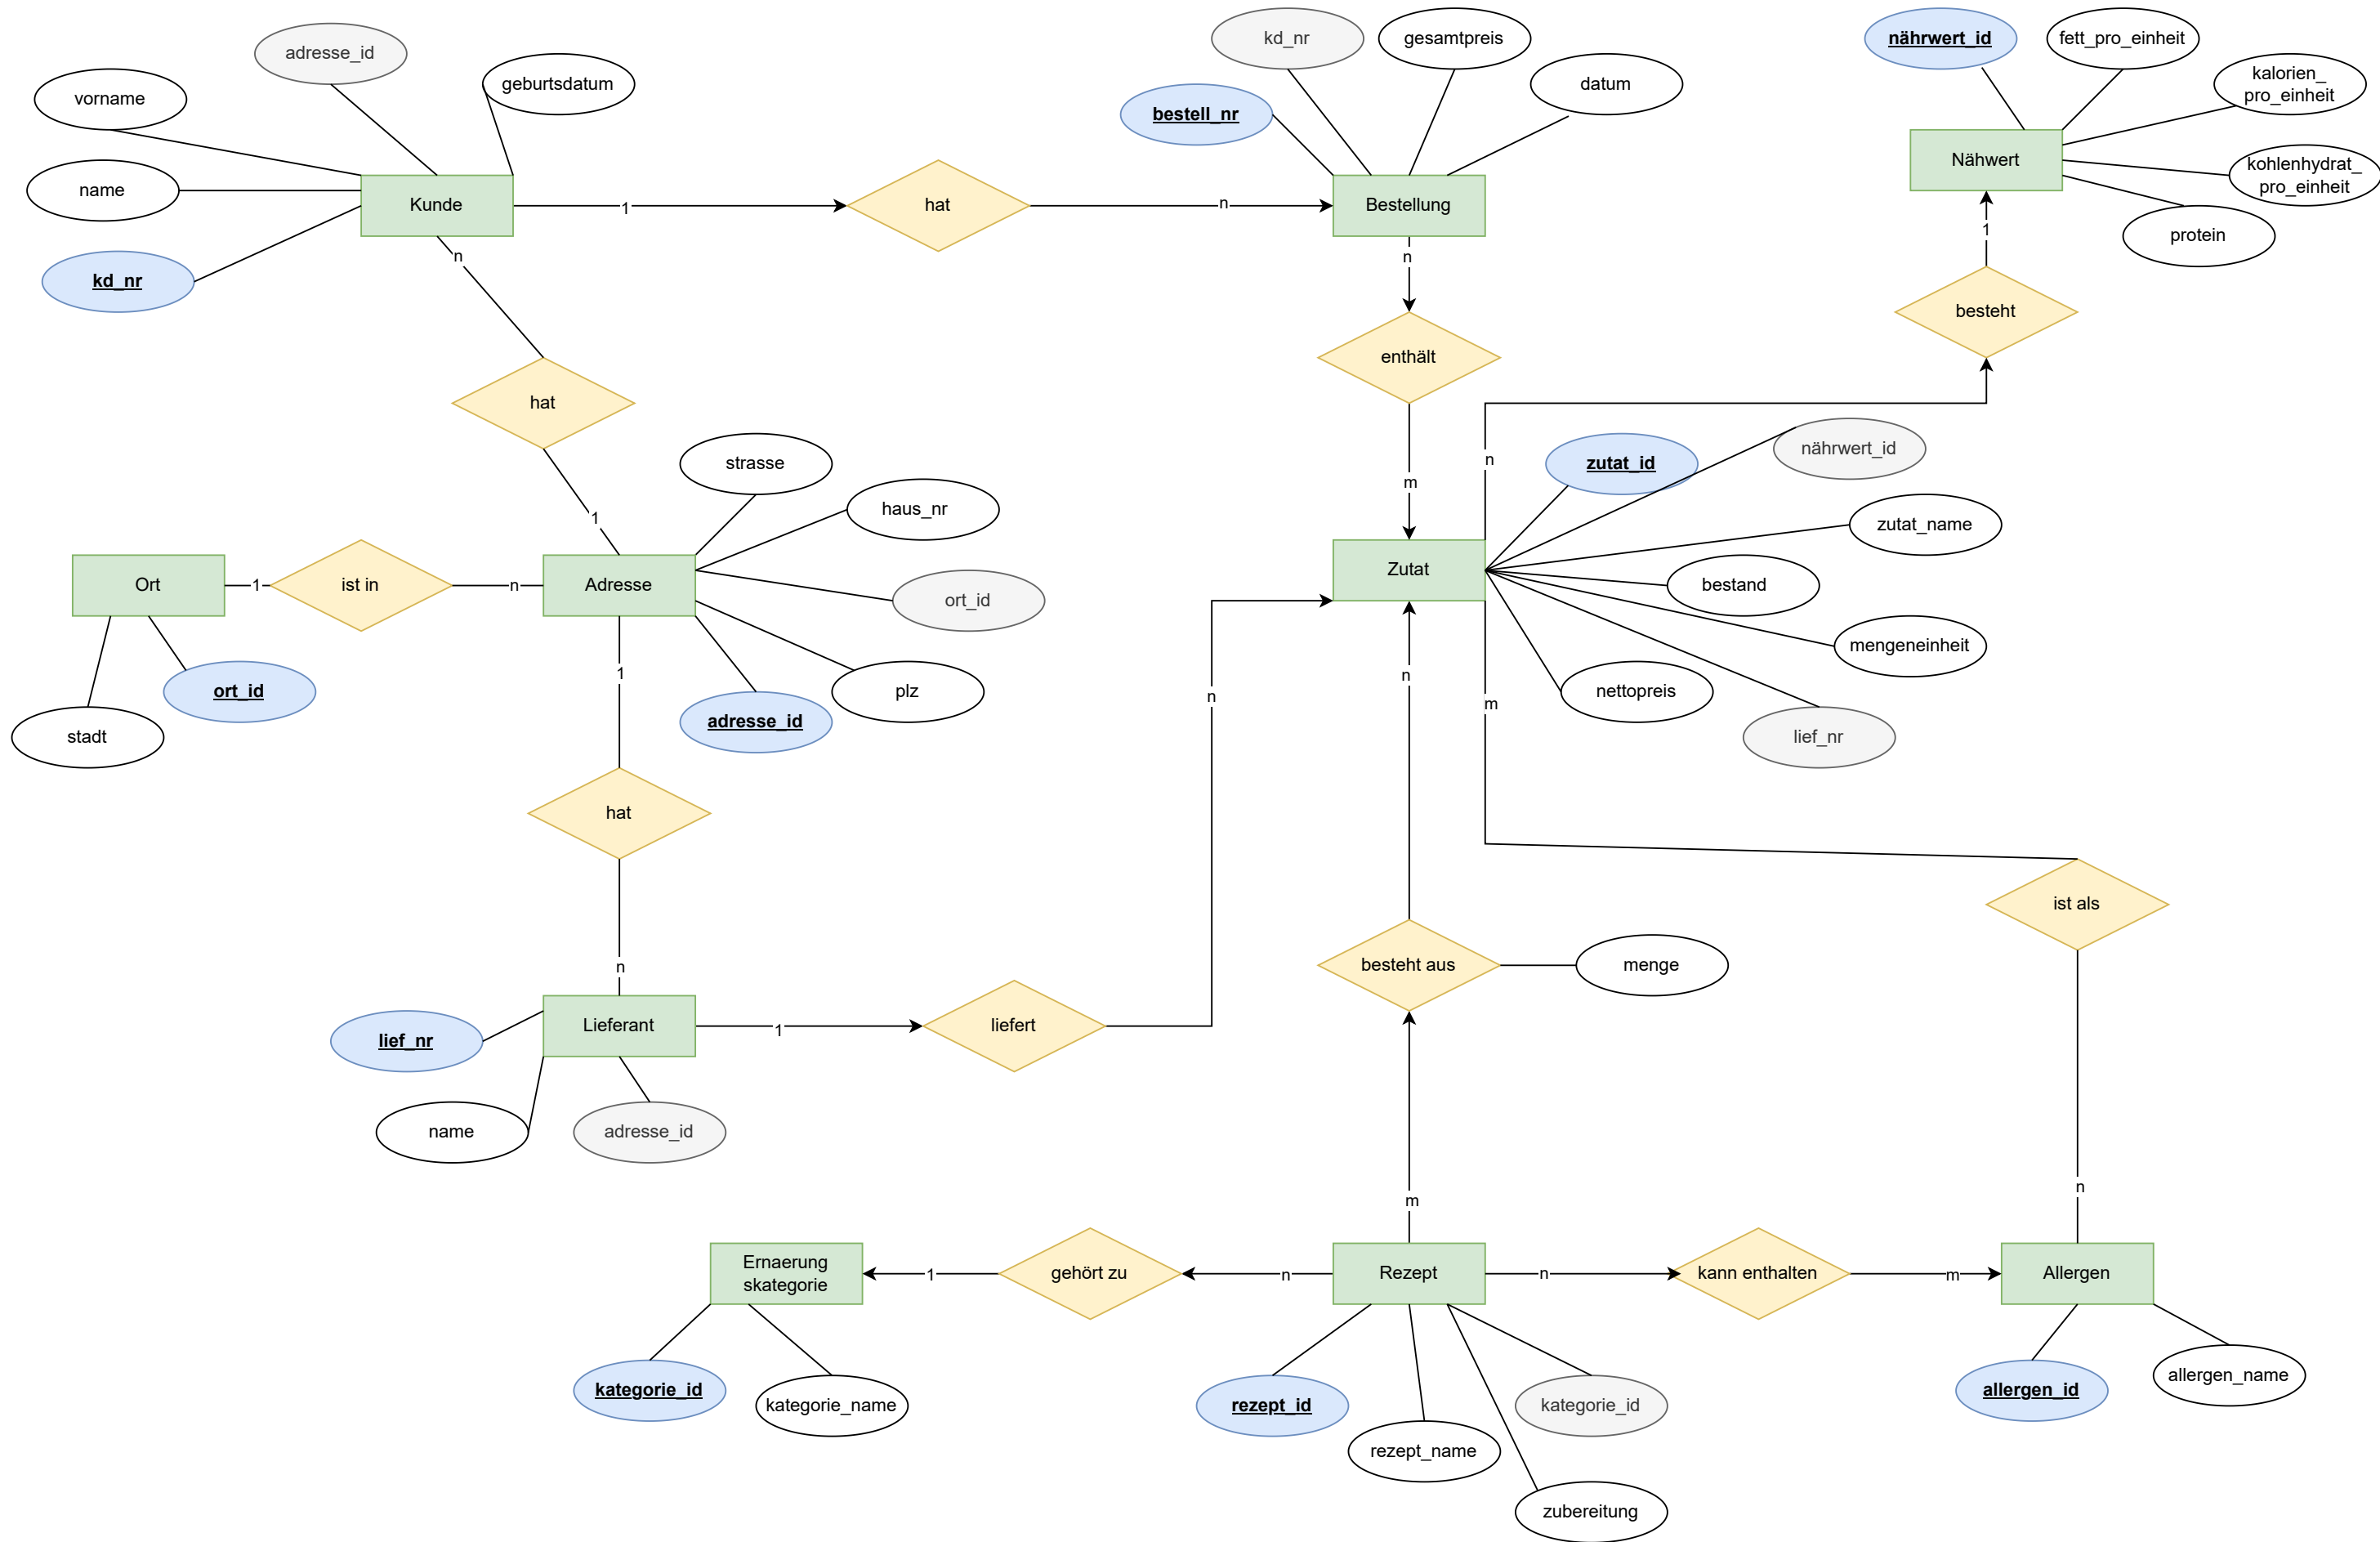 adresse_id
vorname
geburtsdatum
name
kd_nr
Kunde
1
hat
n
kd_nr
gesamtpreis
datum
bestell_nr
Bestellung
nährwert_id
fett_pro_einheit
kalorien_
pro_einheit
kohlenhydrat_
pro_einheit
protein
Nähwert
1
besteht
n
n
enthält
m
n
hat
1
strasse
haus_nr
ort_id
plz
adresse_id
Adresse
n
ist in
1
Ort
ort_id
stadt
zutat_id
nährwert_id
zutat_name
bestand
mengeneinheit
nettopreis
lief_nr
Zutat
1
hat
n
Lieferant
lief_nr
name
adresse_id
1
liefert
n
n
besteht aus
menge
m
m
ist als
n
Ernaerung
skategorie
1
gehört zu
n
Rezept
n
kann enthalten
m
Allergen
kategorie_id
kategorie_name
rezept_id
rezept_name
kategorie_id
zubereitung
allergen_id
allergen_name